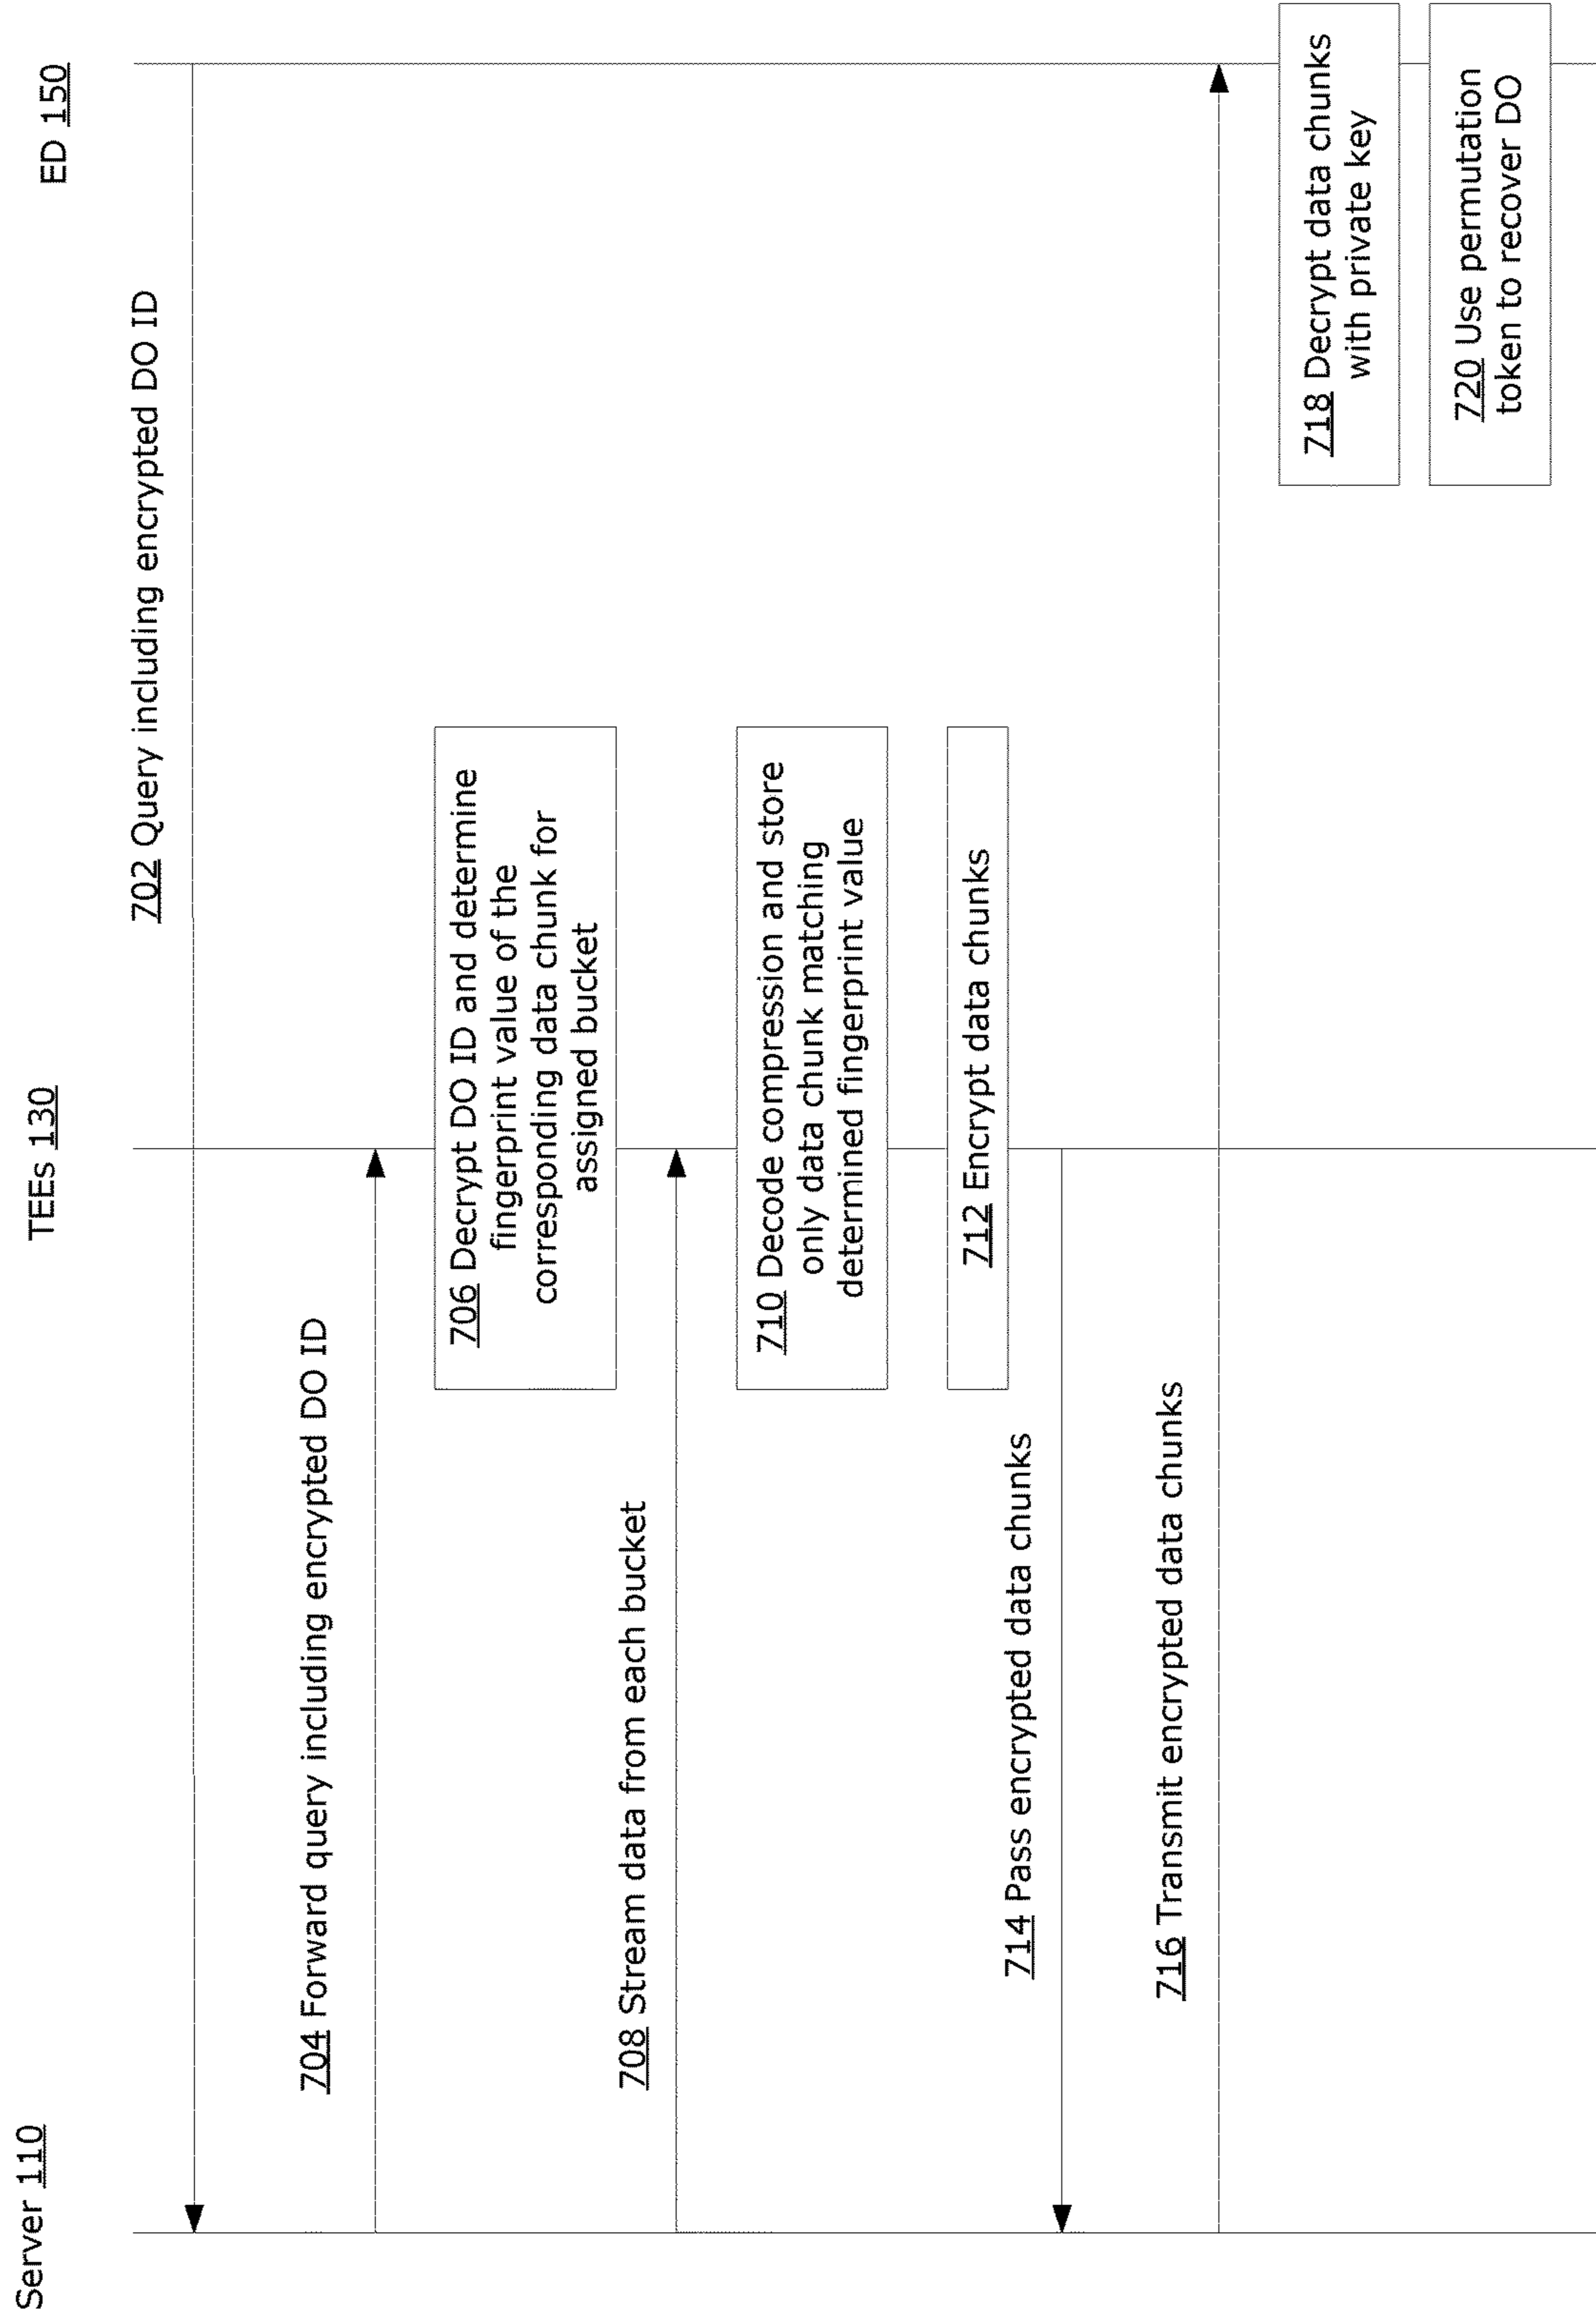 Server 110
TEEs 130
ED 150
702 Query including encrypted DO ID
704 Forward query including encrypted DO ID
706 Decrypt DO ID and determine
fingerprint value of the
corresponding data chunk for
assigned bucket
708 Stream data from each bucket
710 Decode compression and store
only data chunk matching
determined fingerprint value
712 Encrypt data chunks
714 Pass encrypted data chunks
716 Transmit encrypted data chunks
718 Decrypt data chunks
with private key
720 Use permutation
token to recover DO